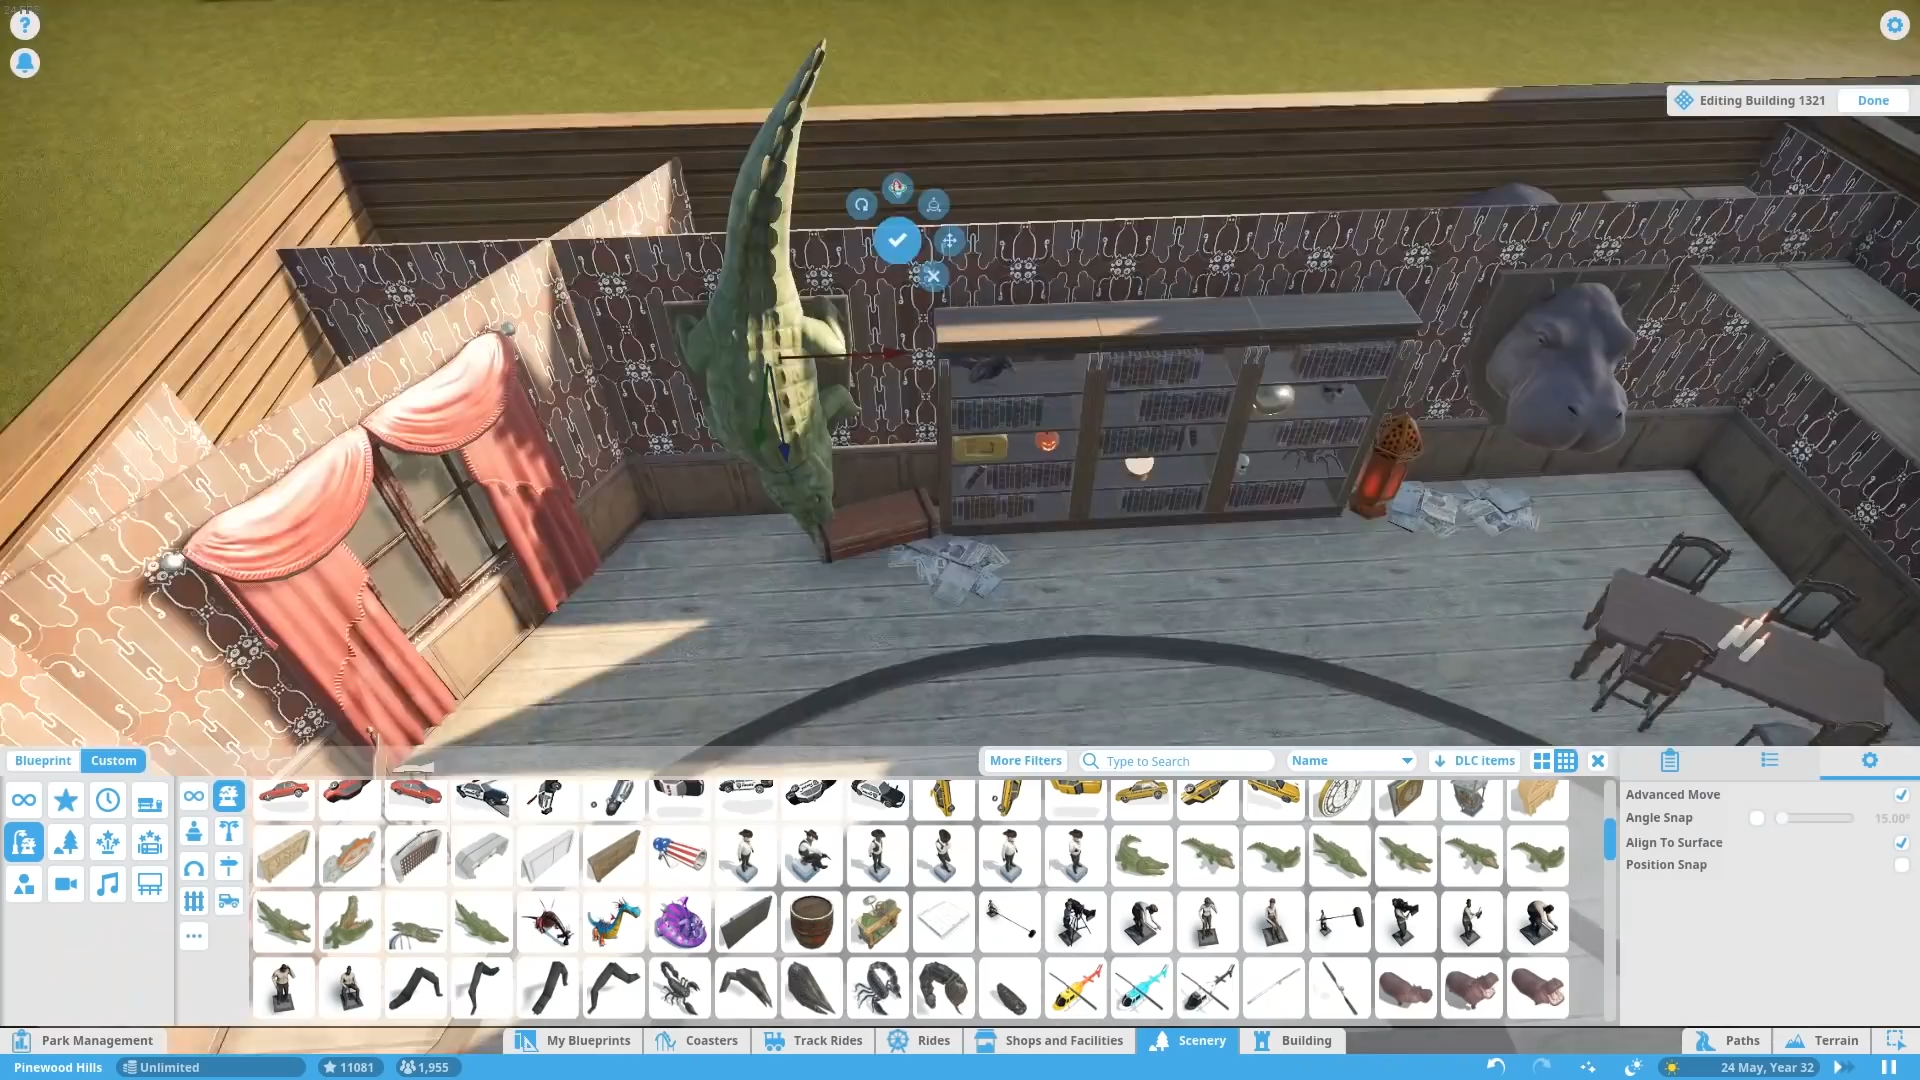 ?
Editing Building 1321 Done
Blueprint Custom
More Filters Type to Search Name DLC items
Advanced Move
Angle Snap 15.00°
Align To Surface
Position Snap
Park Management My Blueprints Coasters Track Rides Rides Shops and Facilities Scenery Building Paths Terrain
Pinewood Hills Unlimited 11081 1,955 24 May, Year 32